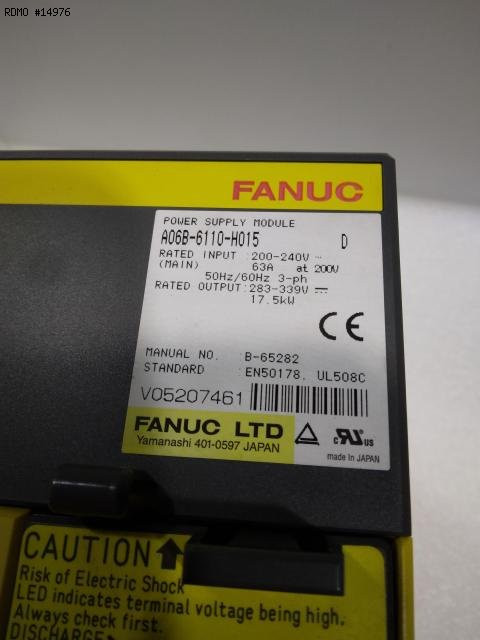 RDMO #14976
FANUC
POWER SUPPLY MODULE
A06B-6110-H015 D
RATED INPUT :200-240V ~
(MAIN) 63A at 200V
50Hz/60Hz 3-ph
RATED OUTPUT:283-339V ⎓
17.5kW
CE
MANUAL NO. :B-65282
STANDARD :EN50178, UL508C
V05207461
FANUC LTD
Yamanashi 401-0597 JAPAN
c RU US
made in JAPAN
CAUTION
Risk of Electric Shock
LED indicates terminal voltage being high.
Always check first.
DISCHARGE